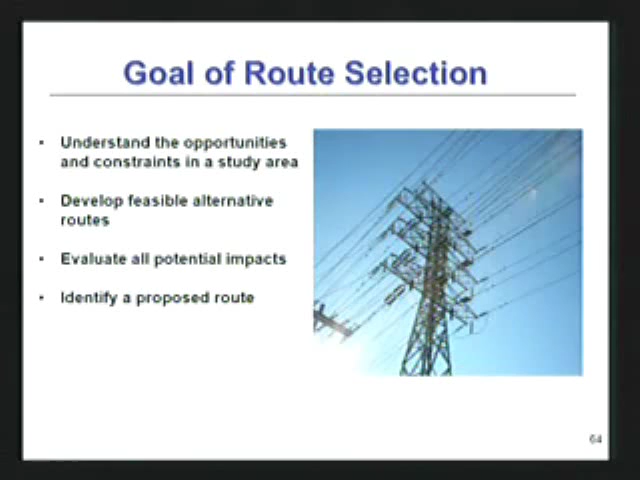 Goal of Route Selection
• Understand the opportunities
and constraints in a study area
• Develop feasible alternative
routes
• Evaluate all potential impacts
• Identify a proposed route
64